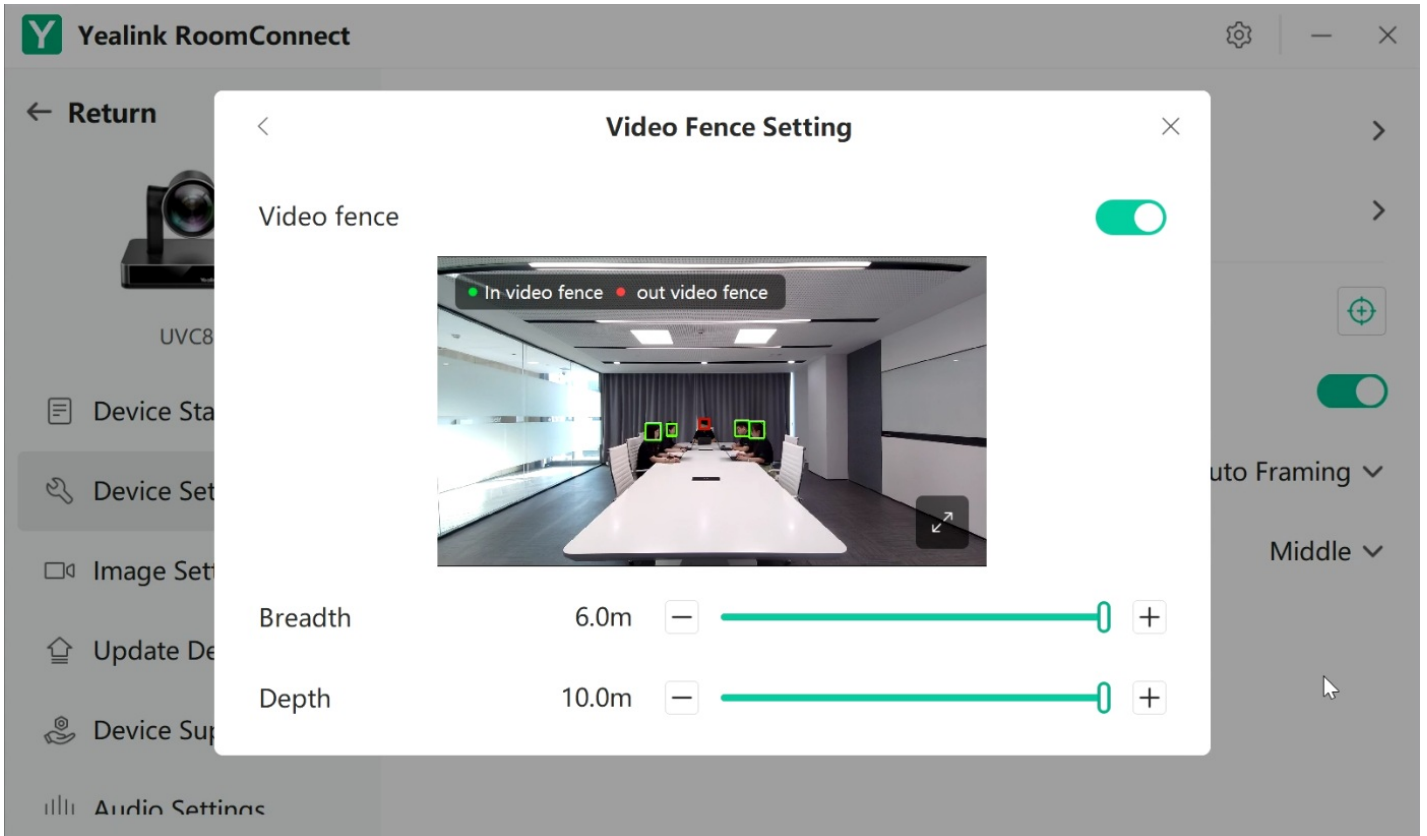 Y Yealink RoomConnect
Return
UVC8
Device Sta
Device Set
Image Sett
Update De
Device Sup
Audio Settings
Video Fence Setting
Video fence
In video fence out video fence
Breadth 6.0m
Depth 10.0m
uto Framing
Middle